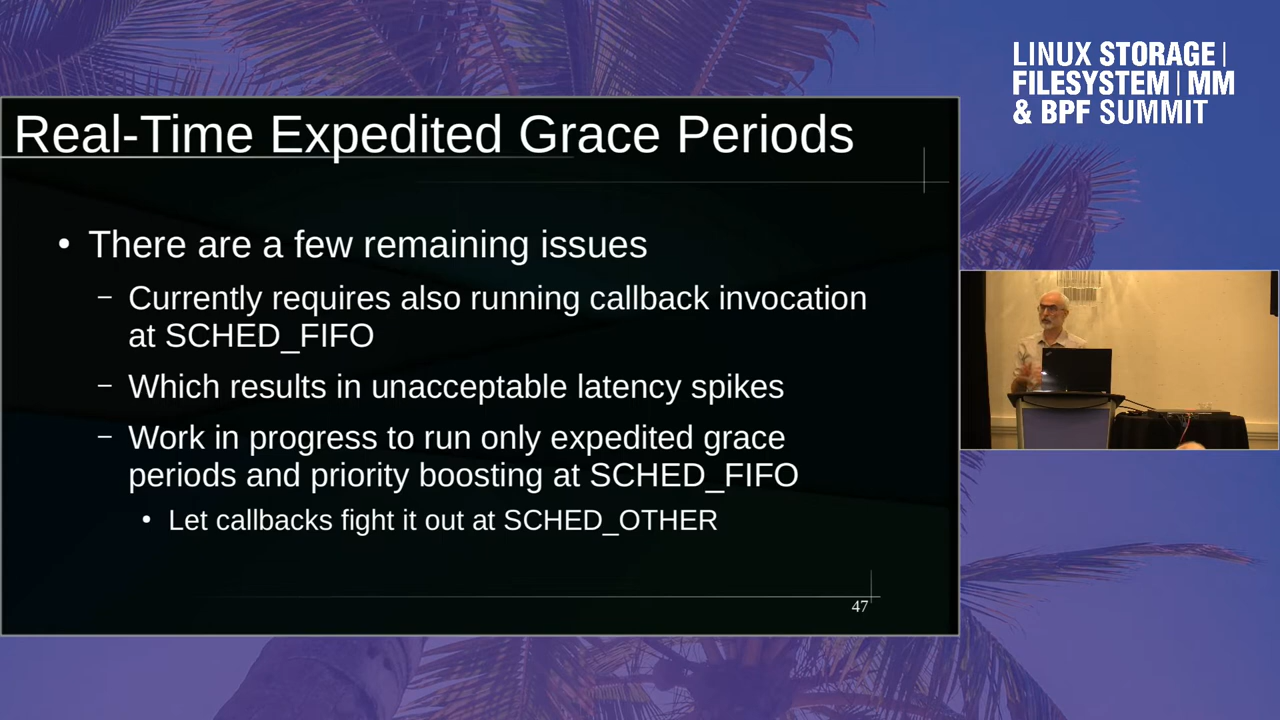 LINUX STORAGE |
FILESYSTEM | MM
& BPF SUMMIT
Real-Time Expedited Grace Periods
• There are a few remaining issues
– Currently requires also running callback invocation
at SCHED_FIFO
– Which results in unacceptable latency spikes
– Work in progress to run only expedited grace
periods and priority boosting at SCHED_FIFO
• Let callbacks fight it out at SCHED_OTHER
47